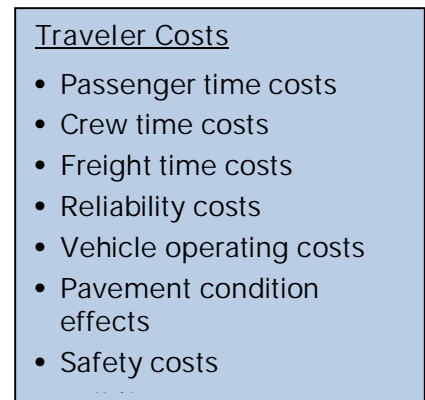 Traveler Costs
• Passenger time costs
• Crew time costs
• Freight time costs
• Reliability costs
• Vehicle operating costs
• Pavement condition
effects
• Safety costs